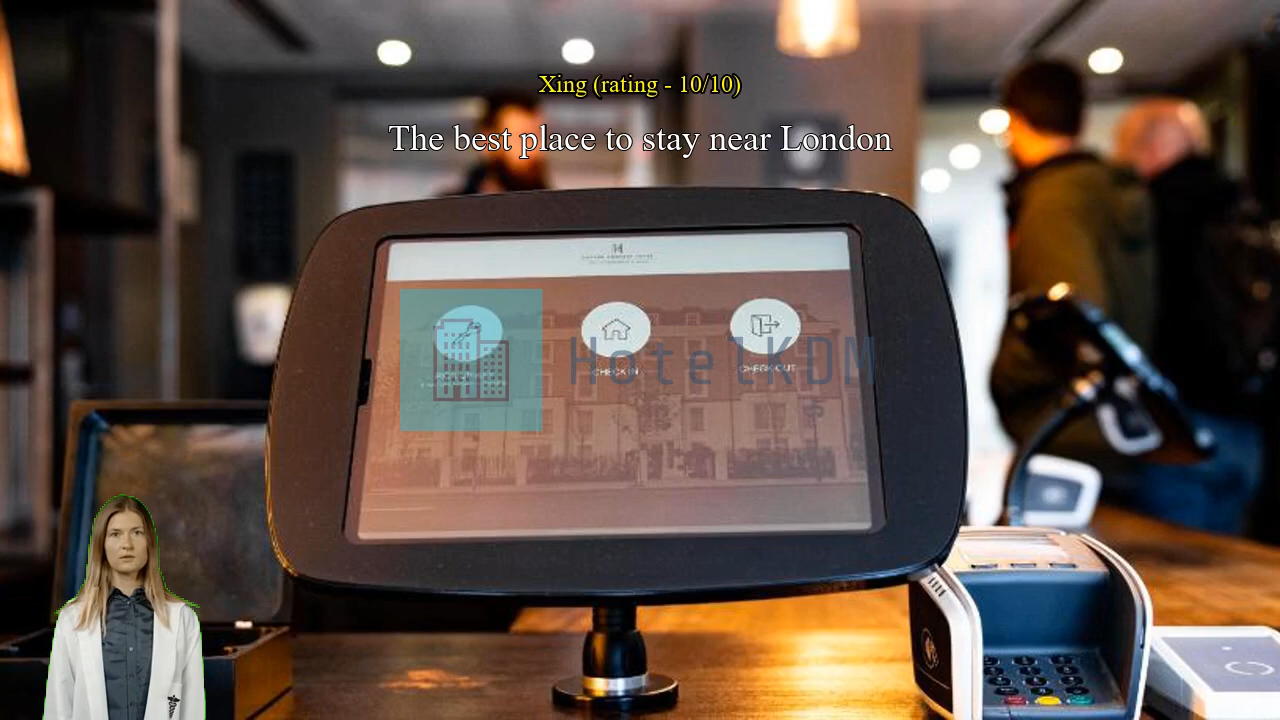 Xing (rating - 10/10)
The best place to stay near London
HotelKDM
CHECK IN
CHECK OUT